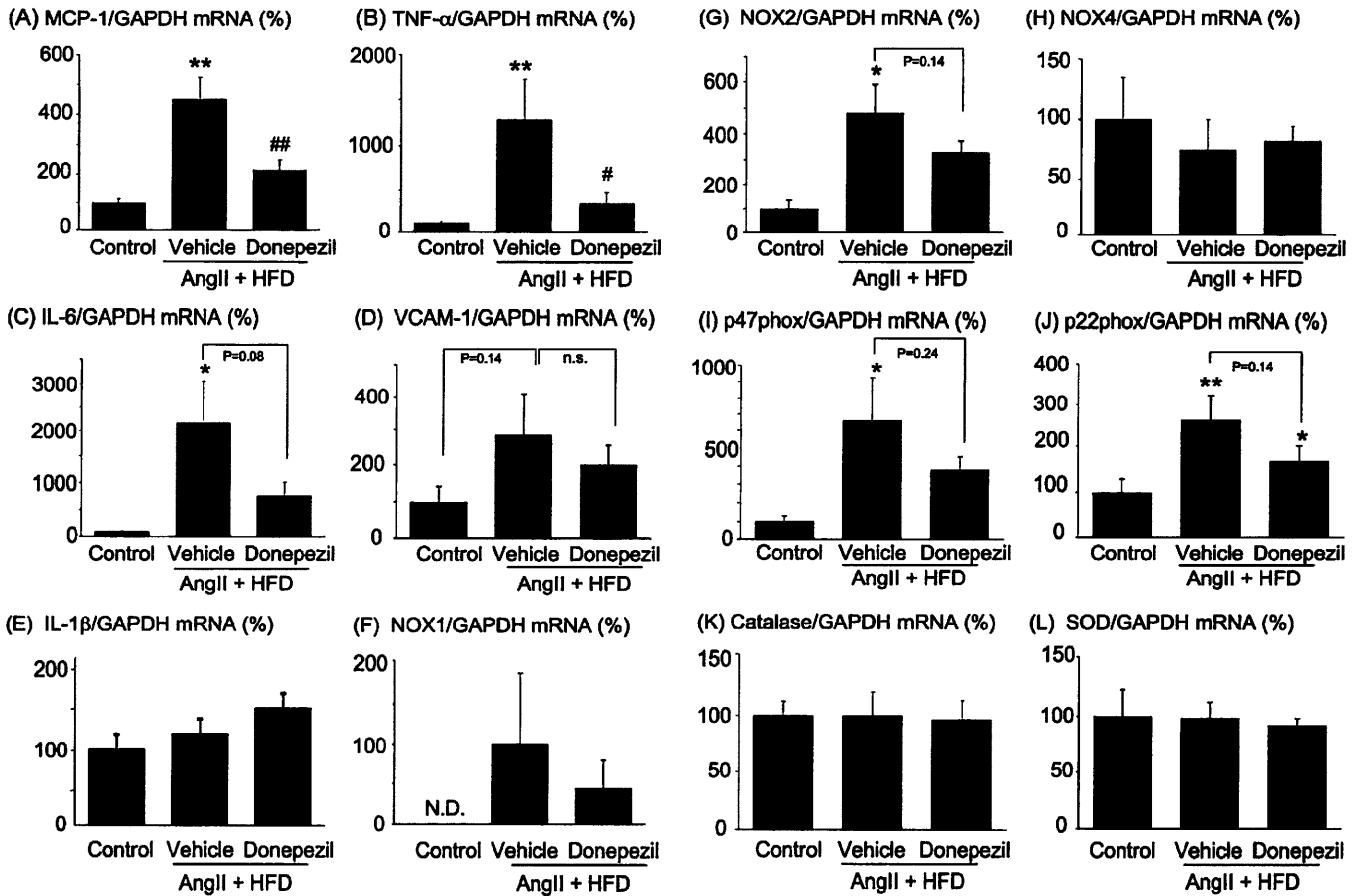 (A) MCP-1/GAPDH mRNA (%)
600
400
200
0
**
##
Control Vehicle Donepezil
AngII + HFD
(B) TNF-α/GAPDH mRNA (%)
2000
1000
0
**
#
Control Vehicle Donepezil
AngII + HFD
(G) NOX2/GAPDH mRNA (%)
600
400
300
200
100
0
*
P=0.14
Control Vehicle Donepezil
AngII + HFD
(H) NOX4/GAPDH mRNA (%)
150
100
50
0
Control Vehicle Donepezil
AngII + HFD
(C) IL-6/GAPDH mRNA (%)
3000
2000
1000
0
P=0.08
*
Control Vehicle Donepezil
AngII + HFD
(D) VCAM-1/GAPDH mRNA (%)
400
200
0
P=0.14
n.s.
Control Vehicle Donepezil
AngII + HFD
(I) p47phox/GAPDH mRNA (%)
1000
500
0
P=0.24
*
Control Vehicle Donepezil
AngII + HFD
(J) p22phox/GAPDH mRNA (%)
400
300
200
100
0
**
P=0.14
*
Control Vehicle Donepezil
AngII + HFD
(E) IL-1β/GAPDH mRNA (%)
200
100
0
Control Vehicle Donepezil
AngII + HFD
(F) NOX1/GAPDH mRNA (%)
200
100
0
N.D.
Control Vehicle Donepezil
AngII + HFD
(K) Catalase/GAPDH mRNA (%)
150
100
50
0
Control Vehicle Donepezil
AngII + HFD
(L) SOD/GAPDH mRNA (%)
150
100
50
0
Control Vehicle Donepezil
AngII + HFD